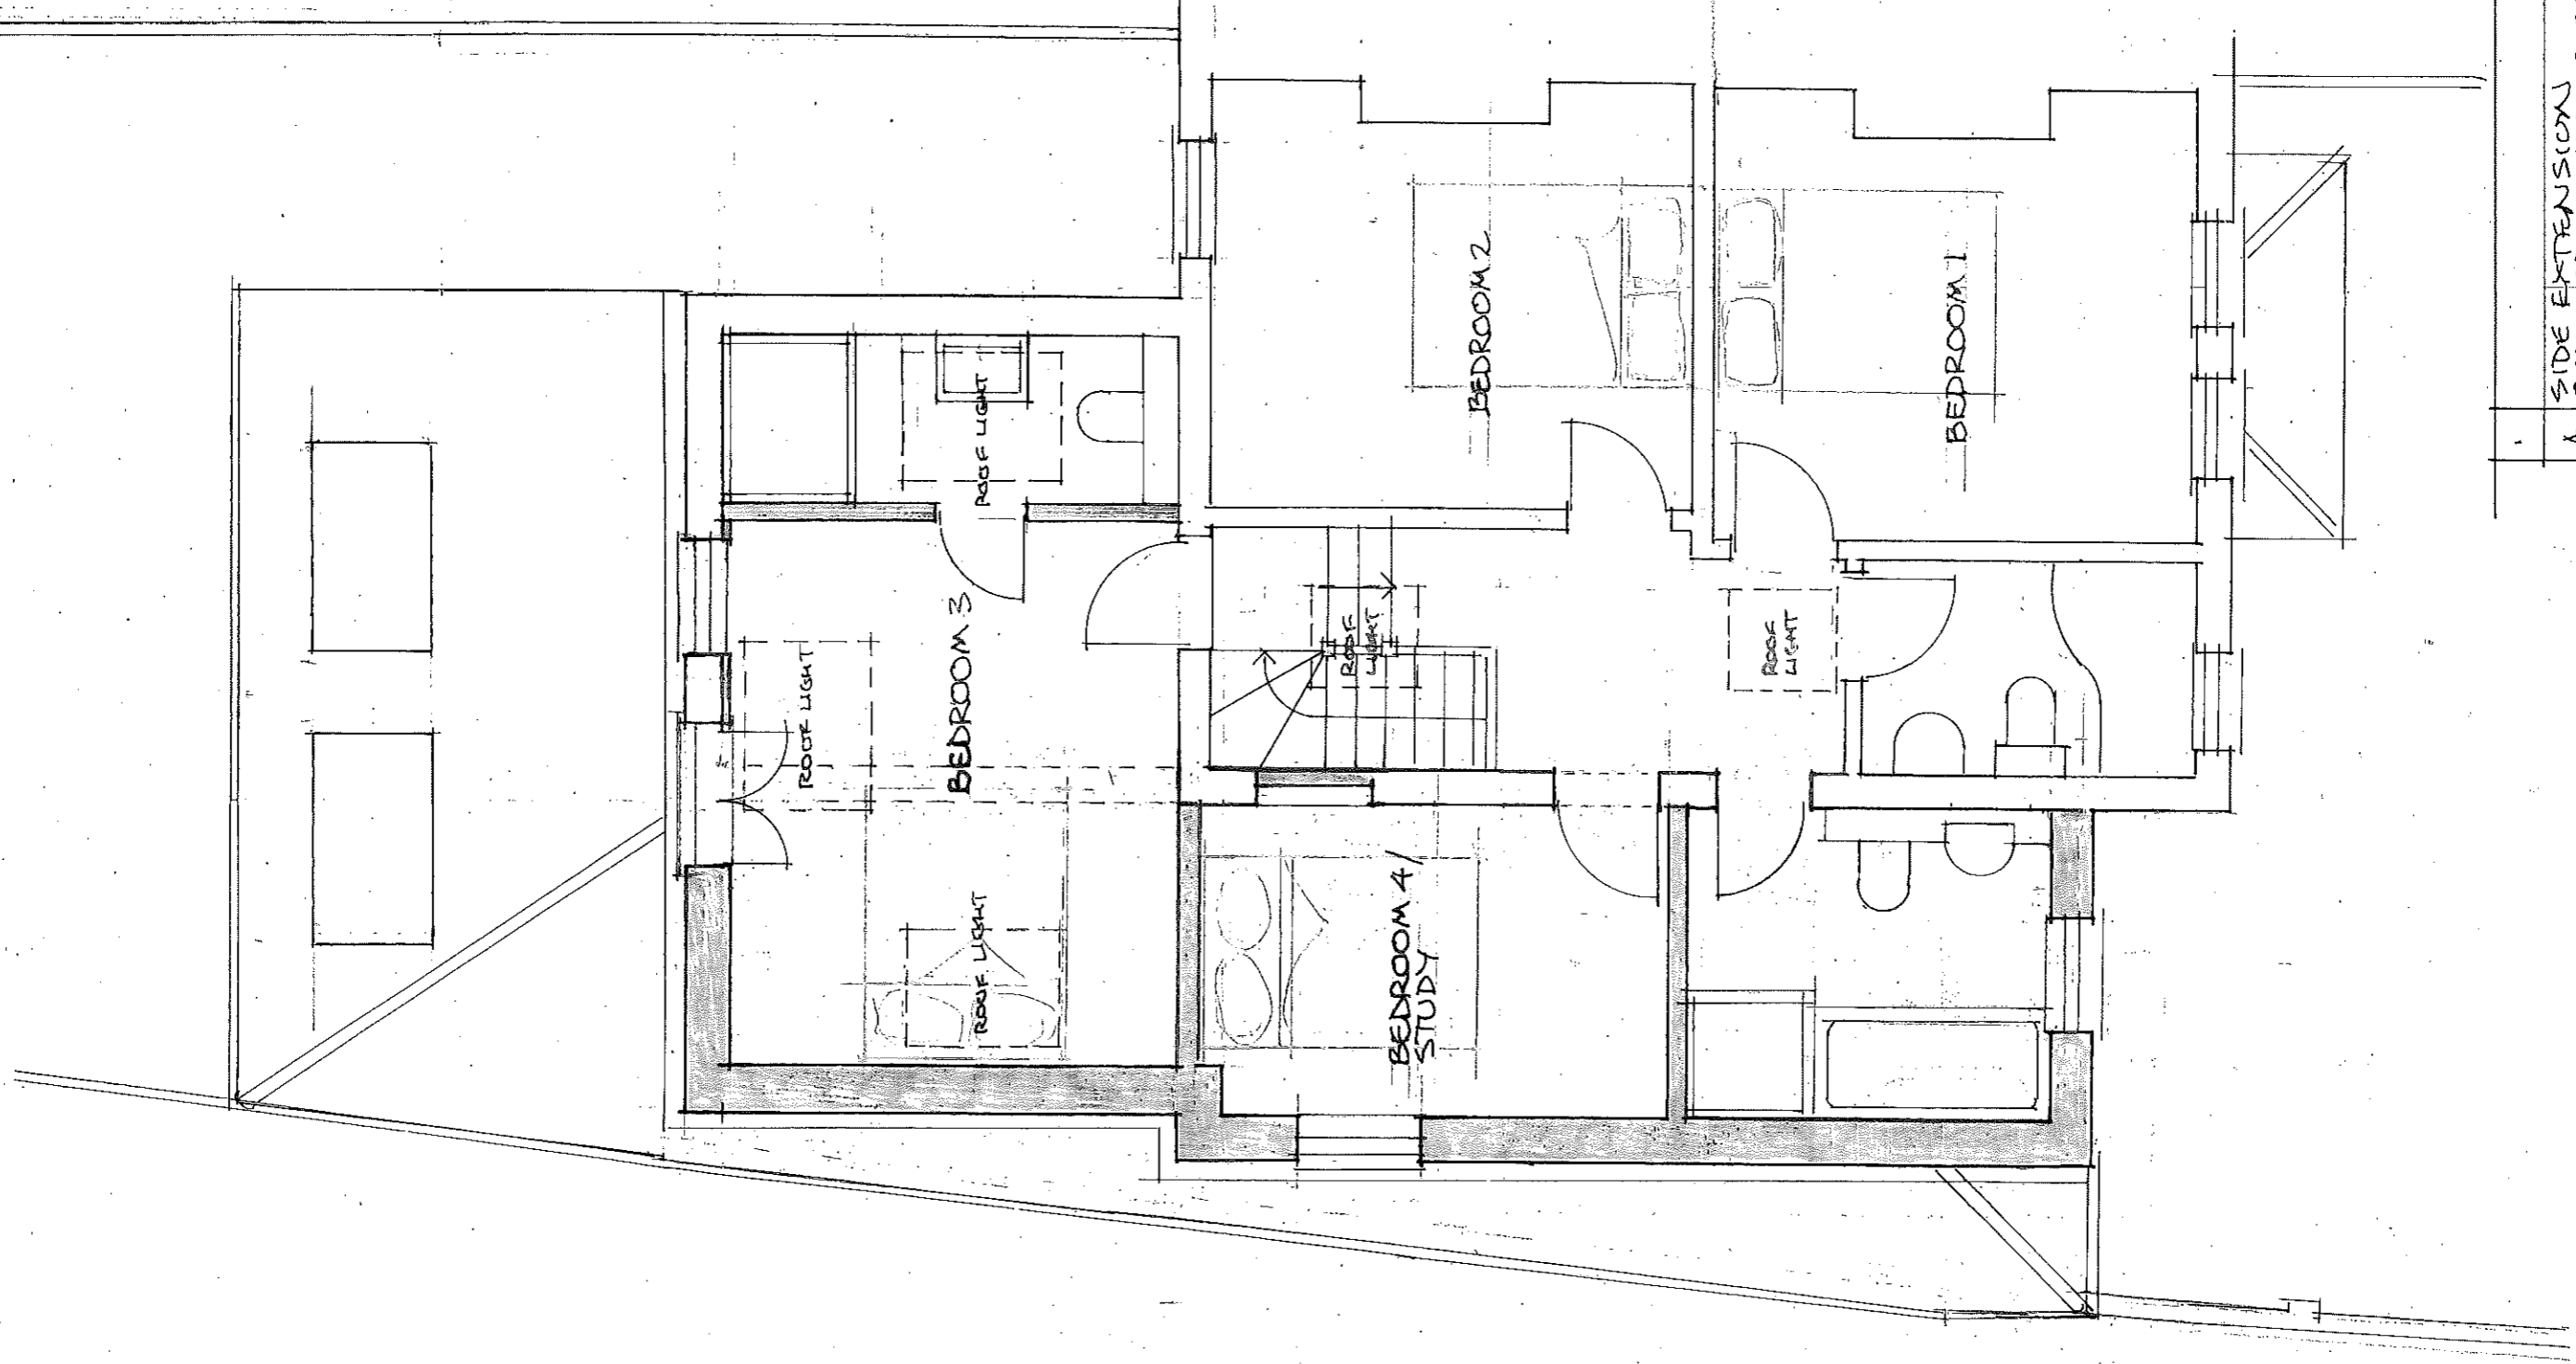 BEDROOM 2
BEDROOM 1
ROOF LIGHT
BEDROOM 3
ROOF LIGHT
ROOF
LIGHT
ROOF
LIGHT
ROOF LIGHT
BEDROOM 4/
STUDY
SIDE EXTENSION
A